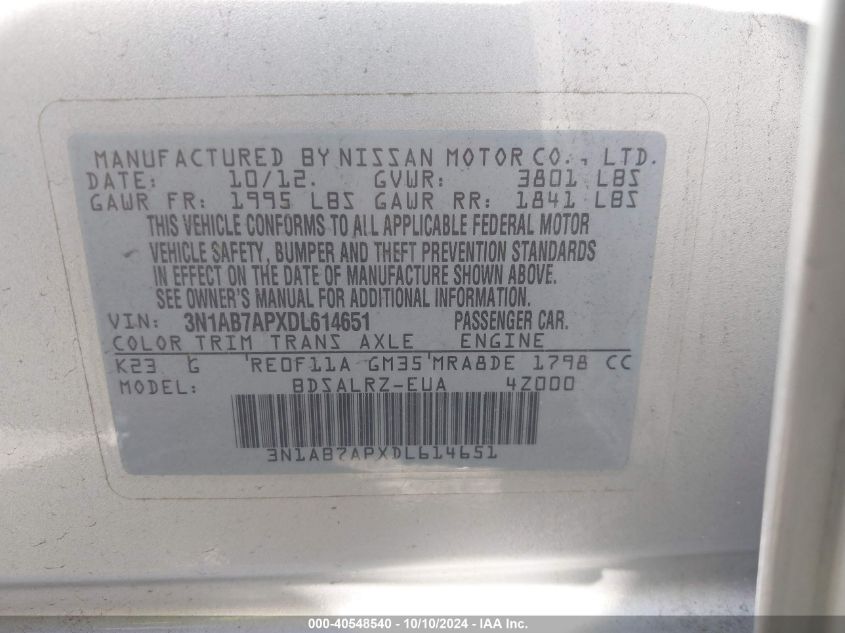 MANUFACTURED BY NISSAN MOTOR CO., LTD.
DATE: 10/12. GVWR: 3801 LBS
GAWR FR: 1995 LBS GAWR RR: 1841 LBS
THIS VEHICLE CONFORMS TO ALL APPLICABLE FEDERAL MOTOR
VEHICLE SAFETY, BUMPER AND THEFT PREVENTION STANDARDS
IN EFFECT ON THE DATE OF MANUFACTURE SHOWN ABOVE.
SEE OWNER'S MANUAL FOR ADDITIONAL INFORMATION.
VIN: 3N1AB7APXDL614651 PASSENGER CAR.
COLOR TRIM TRANS AXLE ENGINE
K23 G RE0F11A GM35 MRA8DE 1798 CC
MODEL: BDSALRZ-EUA 4Z000
3N1AB7APXDL614651
000-40548540 - 10/10/2024 - IAA Inc.